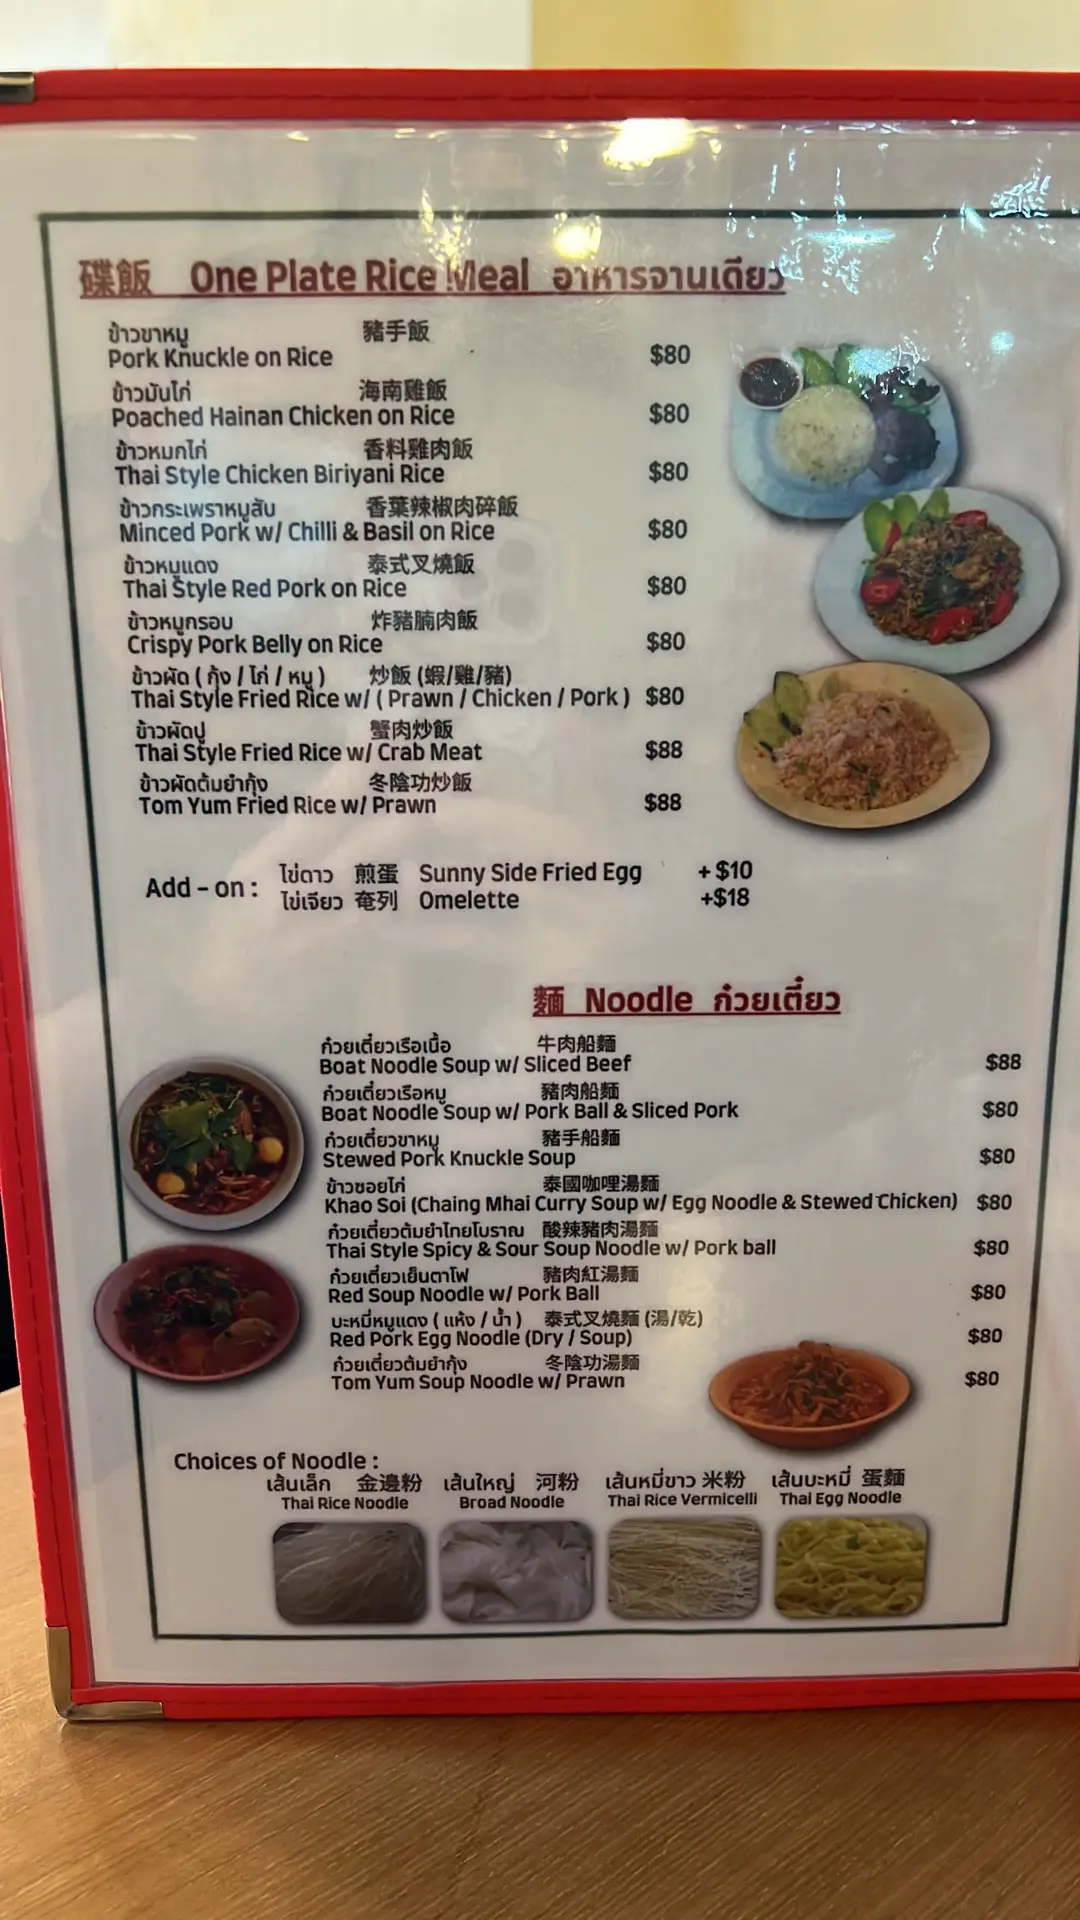 碟飯 One Plate Rice Meal อาหารจานเดียว
ข้าวขาหมู 豬手飯
Pork Knuckle on Rice $80
ข้าวมันไก่ 海南雞飯
Poached Hainan Chicken on Rice $80
ข้าวหมกไก่ 香料雞肉飯
Thai Style Chicken Biriyani Rice $80
ข้าวกระเพราหมูสับ 香葉辣椒肉碎飯
Minced Pork w/ Chilli & Basil on Rice $80
ข้าวหมูแดง 泰式叉燒飯
Thai Style Red Pork on Rice $80
ข้าวหมูกรอบ 炸豬腩肉飯
Crispy Pork Belly on Rice $80
ข้าวผัด ( กุ้ง / ไก่ / หมู ) 炒飯 (蝦/雞/豬)
Thai Style Fried Rice w/ ( Prawn / Chicken / Pork ) $80
ข้าวผัดปู 蟹肉炒飯
Thai Style Fried Rice w/ Crab Meat $88
ข้าวผัดต้มยำกุ้ง 冬陰功炒飯
Tom Yum Fried Rice w/ Prawn $88
Add - on :
ไข่ดาว 煎蛋 Sunny Side Fried Egg + $10
ไข่เจียว 奄列 Omelette +$18
麵 Noodle ก๋วยเตี๋ยว
ก๋วยเตี๋ยวเรือเนื้อ 牛肉船麵
Boat Noodle Soup w/ Sliced Beef $88
ก๋วยเตี๋ยวเรือหมู 豬肉船麵
Boat Noodle Soup w/ Pork Ball & Sliced Pork $80
ก๋วยเตี๋ยวขาหมู 豬手船麵
Stewed Pork Knuckle Soup $80
ข้าวซอยไก่ 泰國咖哩湯麵
Khao Soi (Chaing Mhai Curry Soup w/ Egg Noodle & Stewed Chicken) $80
ก๋วยเตี๋ยวต้มยำไทยโบราณ 酸辣豬肉湯麵
Thai Style Spicy & Sour Soup Noodle w/ Pork ball $80
ก๋วยเตี๋ยวเย็นตาโฟ 豬肉紅湯麵
Red Soup Noodle w/ Pork Ball $80
บะหมี่หมูแดง ( แห้ง / น้ำ ) 泰式叉燒麵 (湯/乾)
Red Pork Egg Noodle (Dry / Soup) $80
ก๋วยเตี๋ยวต้มยำกุ้ง 冬陰功湯麵
Tom Yum Soup Noodle w/ Prawn $80
Choices of Noodle :
เส้นเล็ก 金邊粉 เส้นใหญ่ 河粉 เส้นหมี่ขาว 米粉 เส้นบะหมี่ 蛋麵
Thai Rice Noodle Broad Noodle Thai Rice Vermicelli Thai Egg Noodle